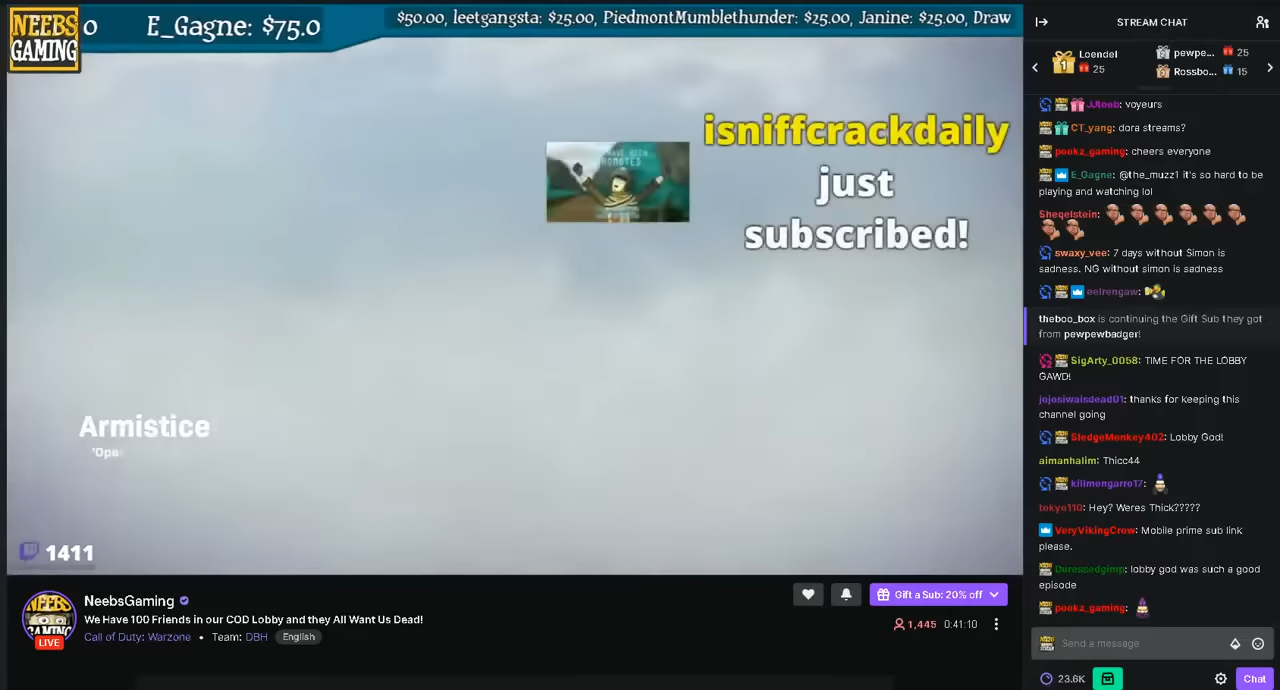 NEEBS
GAMING
0 E_Gagne: $75.0
$50.00, leetgangsta: $25.00, PiedmontMumblethunder: $25.00, Janine: $25.00, Draw
isniffcrackdaily
just
subscribed!
Armistice
1411
NeebsGaming
LIVE
We Have 100 Friends in our COD Lobby and they All Want Us Dead!
Call of Duty: Warzone • Team: DBH English
Gift a Sub: 20% off
1,445 0:41:10
STREAM CHAT
1 Loendel
25
pewpe... 25
Rossbo... 15
JJloob: voyeurs
CT_yang: dora streams?
pookz_gaming: cheers everyone
E_Gagne: @the_muzz1 it's so hard to be
playing and watching lol
Sheqelstein:
swaxy_vee: 7 days without Simon is
sadness. NG without simon is sadness
eelrengaw:
theboo_box is continuing the Gift Sub they got
from pewpewbadger!
SigArty_0058: TIME FOR THE LOBBY
GAWD!
jojosiwaisdead01: thanks for keeping this
channel going
SledgeMonkey402: Lobby God!
aimanhalim: Thicc44
killmengarro17:
tokyo110: Hey? Weres Thick?????
VeryVikingCrow: Mobile prime sub link
please.
Duressedgimp: lobby god was such a good
episode
pookz_gaming:
Send a message
23.6K
Chat